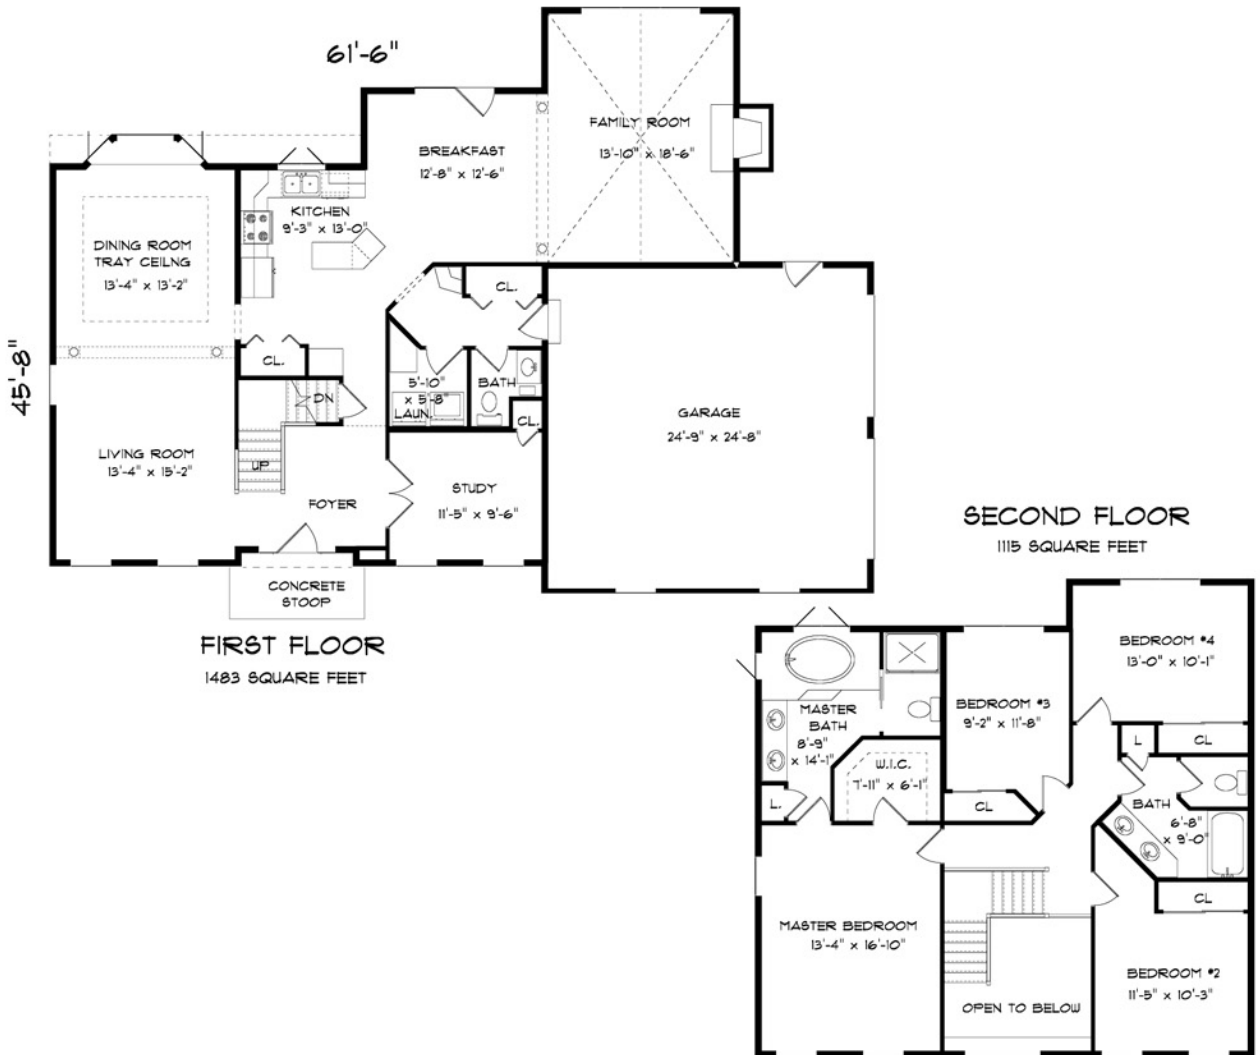 61'-6"
FAMILY ROOM
13'-10" x 18'-6"
BREAKFAST
12'-8" x 12'-6"
KITCHEN
9'-3" x 13'-0"
DINING ROOM
TRAY CEILNG
13'-4" x 13'-2"
CL.
45'-8"
CL.
DN
5'-10"
x 5'-8"
LAUN.
BATH
CL.
GARAGE
24'-9" x 24'-8"
LIVING ROOM
13'-4" x 15'-2"
UP
FOYER
STUDY
11'-5" x 9'-6"
CONCRETE
STOOP
FIRST FLOOR
1483 SQUARE FEET
SECOND FLOOR
1115 SQUARE FEET
BEDROOM #4
13'-0" x 10'-1"
MASTER
BATH
8'-9"
x 14'-1"
BEDROOM #3
9'-2" x 11'-8"
L
CL
W.I.C.
7'-11" x 6'-1"
L.
CL
BATH
6'-8"
x 9'-0"
CL
MASTER BEDROOM
13'-4" x 16'-10"
OPEN TO BELOW
BEDROOM #2
11'-5" x 10'-3"